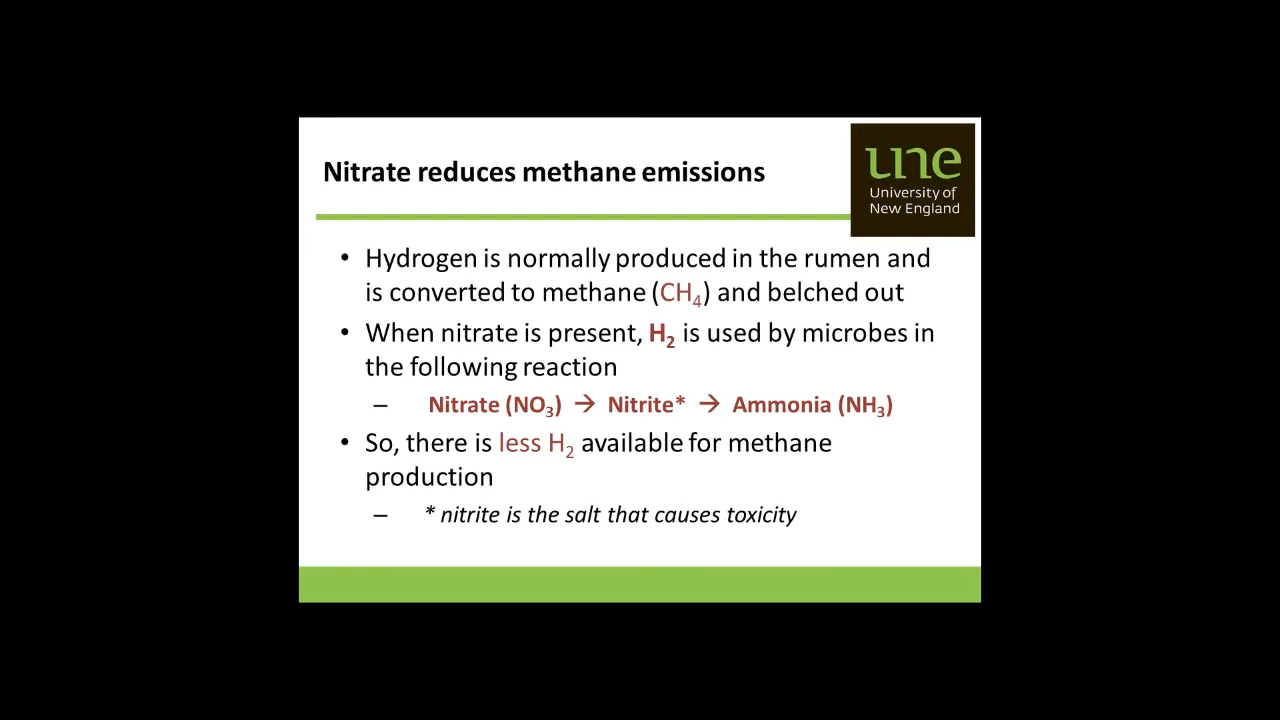 Nitrate reduces methane emissions
une
University of
New England
• Hydrogen is normally produced in the rumen and
is converted to methane (CH₄) and belched out
• When nitrate is present, H₂ is used by microbes in
the following reaction
– Nitrate (NO₃) → Nitrite* → Ammonia (NH₃)
• So, there is less H₂ available for methane
production
– * nitrite is the salt that causes toxicity